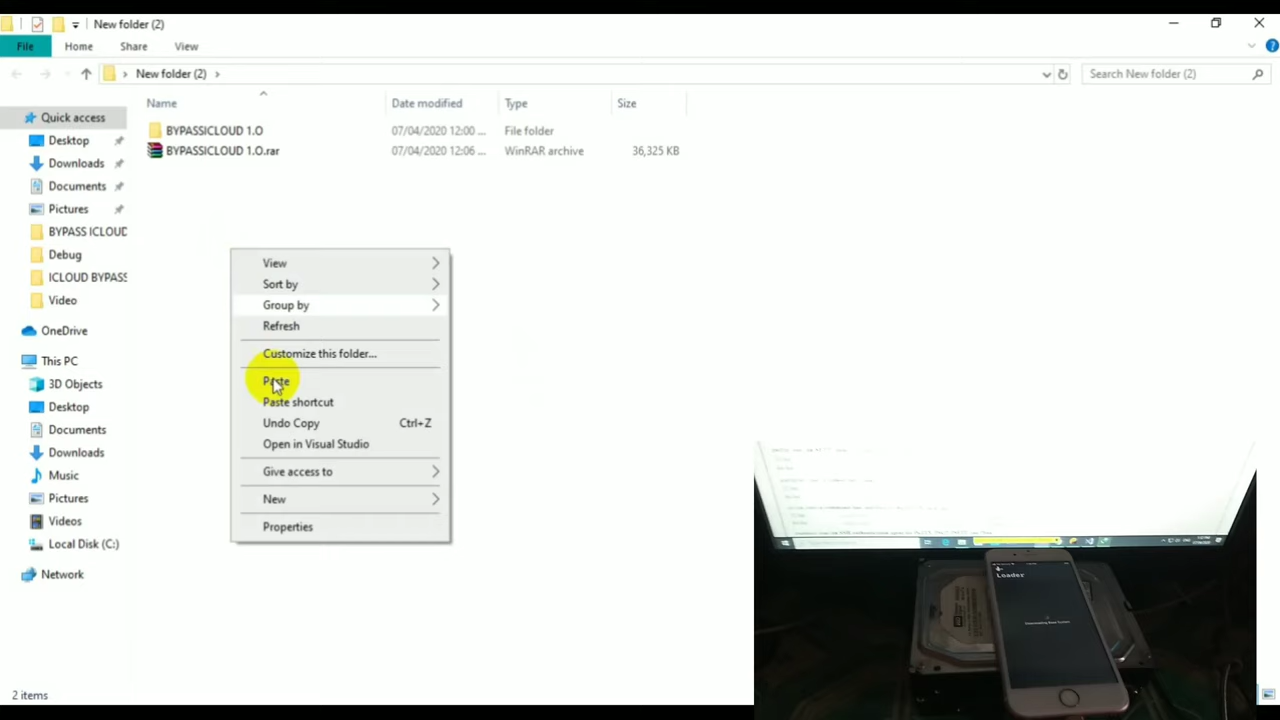 New folder (2)
File Home Share View
New folder (2)
Search New folder (2)
Name Date modified Type Size
Quick access
BYPASSICLOUD 1.O 07/04/2020 12:00 ... File folder
Desktop
BYPASSICLOUD 1.O.rar 07/04/2020 12:06 ... WinRAR archive 36,325 KB
Downloads
Documents
Pictures
BYPASS ICLOUD
Debug
ICLOUD BYPASS
Video
OneDrive
This PC
3D Objects
Desktop
Documents
Downloads
Music
Pictures
Videos
Local Disk (C:)
Network
View
Sort by
Group by
Refresh
Customize this folder...
Paste
Paste shortcut
Undo Copy Ctrl+Z
Open in Visual Studio
Give access to
New
Properties
Loader
2 items